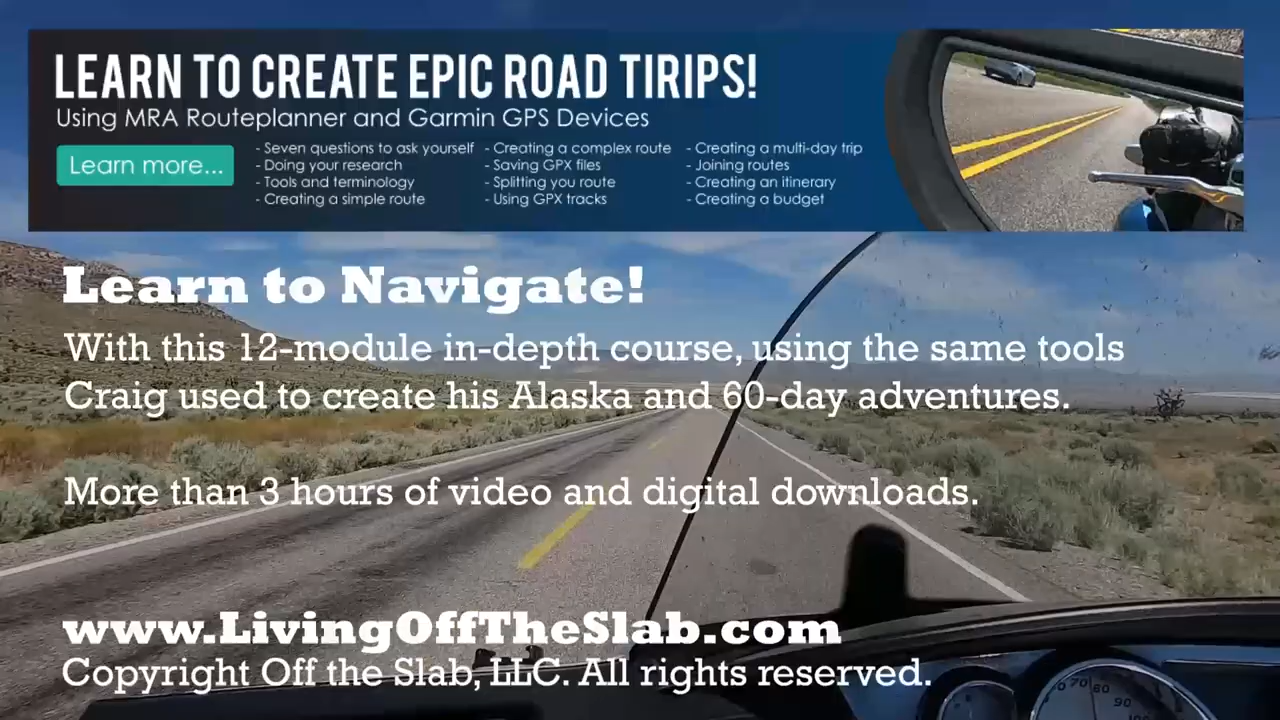 LEARN TO CREATE EPIC ROAD TIRIPS!
Using MRA Routeplanner and Garmin GPS Devices
Learn more...
- Seven questions to ask yourself
- Doing your research
- Tools and terminology
- Creating a simple route
- Creating a complex route
- Saving GPX files
- Splitting you route
- Using GPX tracks
- Creating a multi-day trip
- Joining routes
- Creating an itinerary
- Creating a budget
Learn to Navigate!
With this 12-module in-depth course, using the same tools
Craig used to create his Alaska and 60-day adventures.
More than 3 hours of video and digital downloads.
www.LivingOffTheSlab.com
Copyright Off the Slab, LLC. All rights reserved.
70 80
90